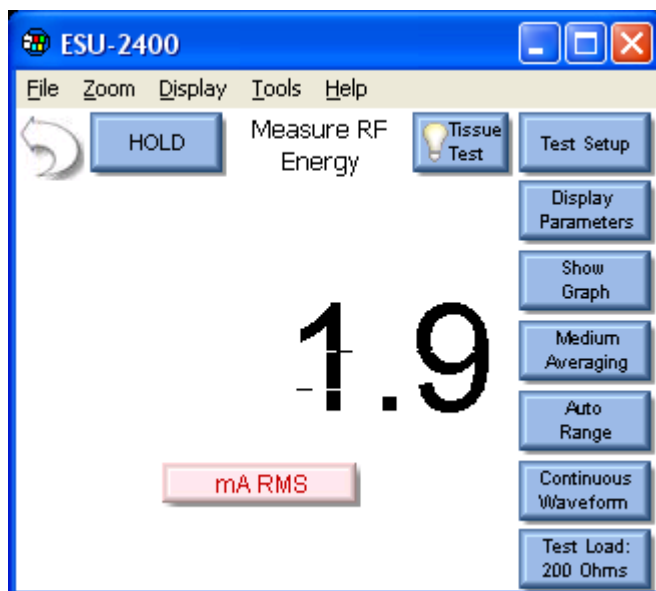 ESU-2400
File Zoom Display Tools Help
HOLD
Measure RF
Energy
Tissue
Test
Test Setup
Display
Parameters
Show
Graph
1.9
Medium
Averaging
Auto
Range
mA RMS
Continuous
Waveform
Test Load:
200 Ohms